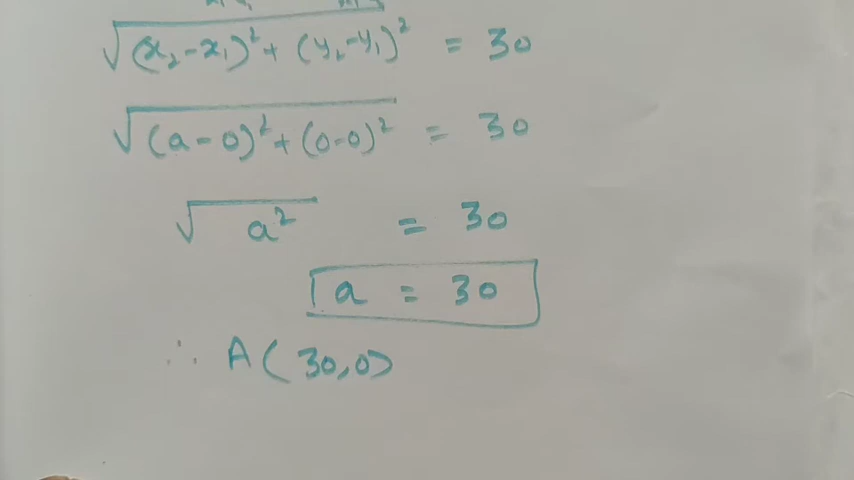 √(x₂-x₁)² + (y₂-y₁)² = 30
√(a-0)² + (0-0)² = 30
√a² = 30
a = 30
∴ A(30,0)